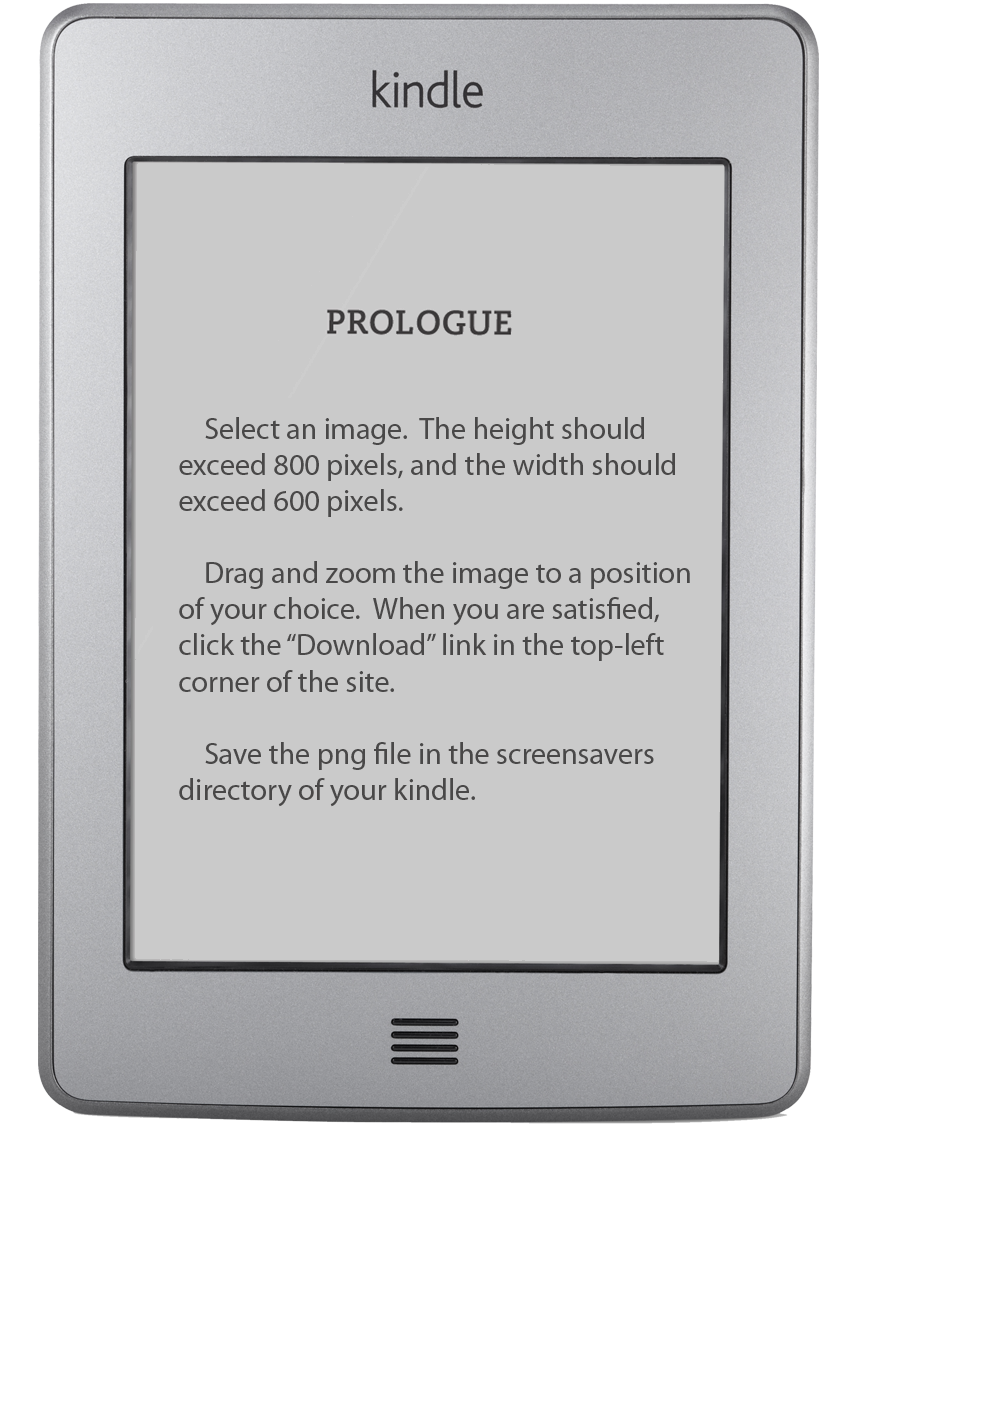 kindle
PROLOGUE
Select an image.  The height should
exceed 800 pixels, and the width should
exceed 600 pixels.
Drag and zoom the image to a position
of your choice.  When you are satisfied,
click the “Download” link in the top-left
corner of the site.
Save the png file in the screensavers
directory of your kindle.